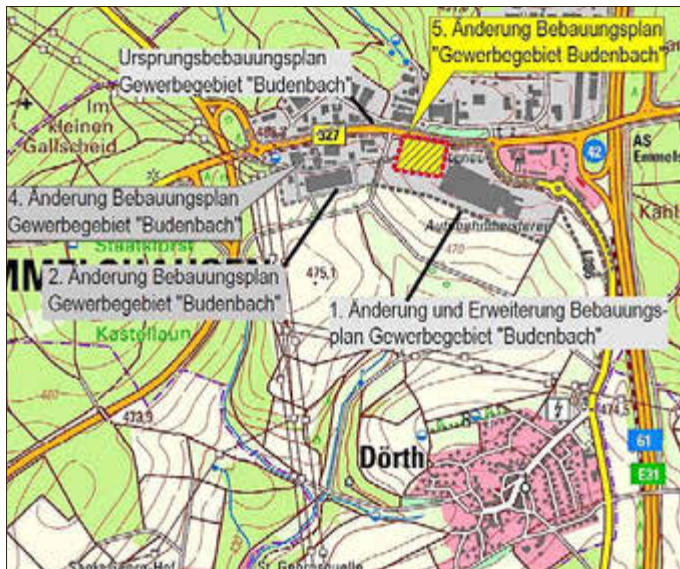 5. Änderung Bebauungsplan
"Gewerbegebiet Budenbach"
Ursprungsbebauungsplan
Gewerbegebiet "Budenbach"
Im
kleinen
Gallscheid
327
42
AS
Emmels
4. Änderung Bebauungsplan
Gewerbegebiet "Budenbach"
Autobahnmeisterei
470
475,1
2. Änderung Bebauungsplan
Gewerbegebiet "Budenbach"
1. Änderung und Erweiterung Bebauungs-
plan Gewerbegebiet "Budenbach"
Kastellaun
473,9
474,5
61
E31
Dörth